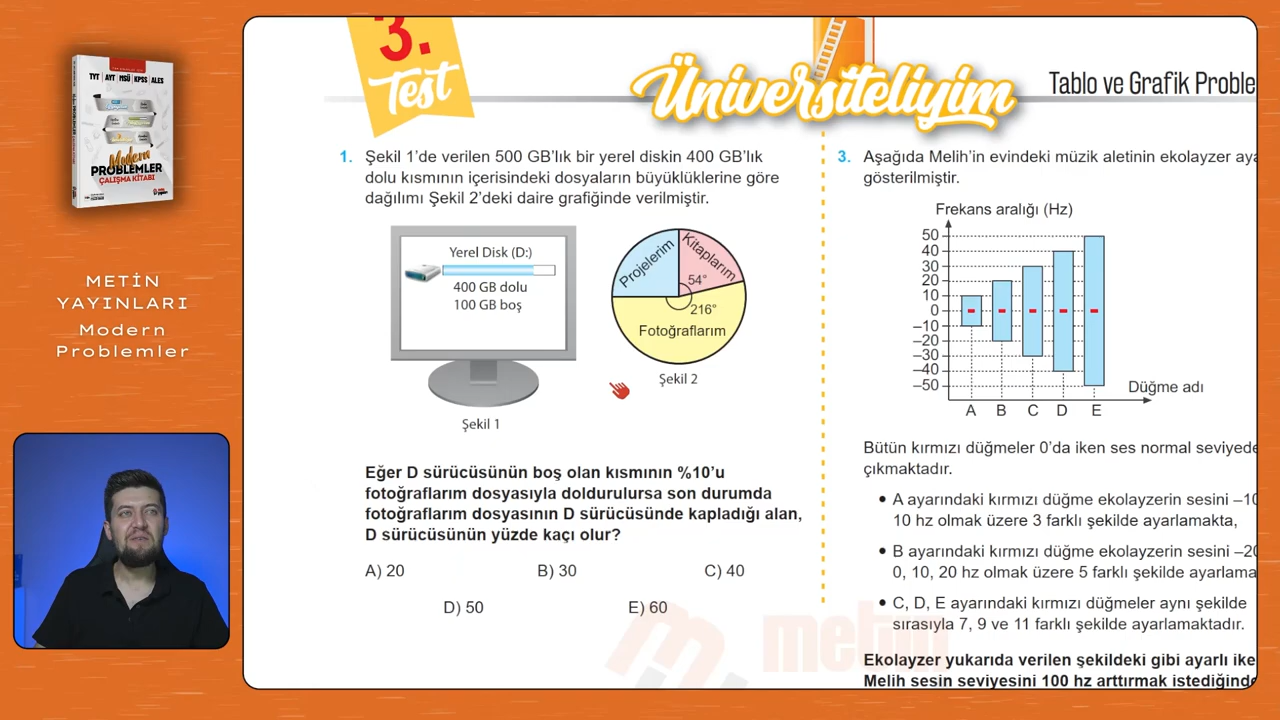 TYT AYT MSÜ KPSS ALES
Modern
PROBLEMLER
ÇALIŞMA KİTABI
METİN
YAYINLARI
Modern
Problemler
3.
Test
Üniversiteliyim
Tablo ve Grafik Proble
1. Şekil 1'de verilen 500 GB'lık bir yerel diskin 400 GB'lık
dolu kısmının içerisindeki dosyaların büyüklüklerine göre
dağılımı Şekil 2'deki daire grafiğinde verilmiştir.
Yerel Disk (D:)
400 GB dolu
100 GB boş
Şekil 1
Projelerim
Kitaplarım
54°
216°
Fotoğraflarım
Şekil 2
Eğer D sürücüsünün boş olan kısmının %10'u
fotoğraflarım dosyasıyla doldurulursa son durumda
fotoğraflarım dosyasının D sürücüsünde kapladığı alan,
D sürücüsünün yüzde kaçı olur?
A) 20 B) 30 C) 40
D) 50 E) 60
metin
3. Aşağıda Melih'in evindeki müzik aletinin ekolayzer aya
gösterilmiştir.
Frekans aralığı (Hz)
50
40
30
20
10
0
–10
–20
–30
–40
–50
Düğme adı
A B C D E
Bütün kırmızı düğmeler 0'da iken ses normal seviyede
çıkmaktadır.
• A ayarındaki kırmızı düğme ekolayzerin sesini –10
10 hz olmak üzere 3 farklı şekilde ayarlamakta,
• B ayarındaki kırmızı düğme ekolayzerin sesini –20
0, 10, 20 hz olmak üzere 5 farklı şekilde ayarlama
• C, D, E ayarındaki kırmızı düğmeler aynı şekilde
sırasıyla 7, 9 ve 11 farklı şekilde ayarlamaktadır.
Ekolayzer yukarıda verilen şekildeki gibi ayarlı ike
Melih sesin seviyesini 100 hz arttırmak istediğinde